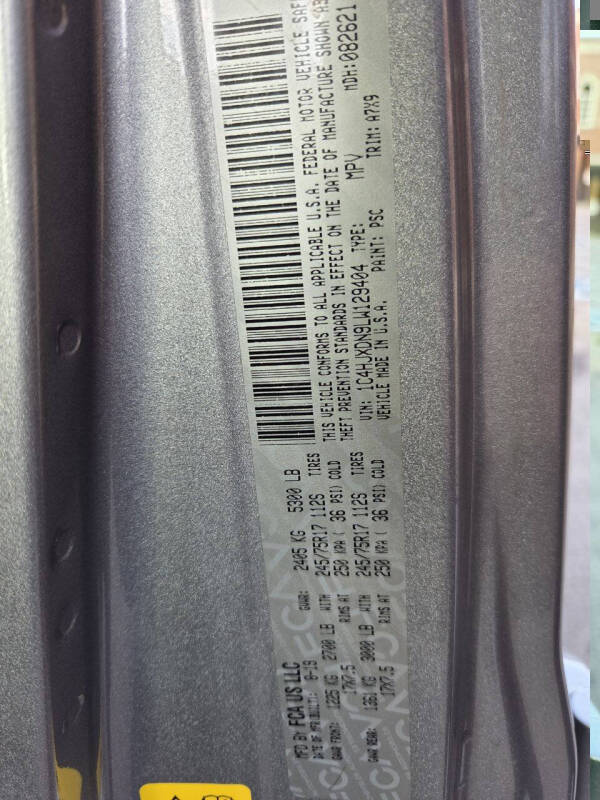 MFD BY FCA US LLC
DATE OF MFR(BUILT): 8-19 GVWR: 2405 KG 5300 LB
GAWR FRONT: 1225 KG 2700 LB WITH 245/75R17 112S TIRES
17X7.5 RIMS AT 250 KPA ( 36 PSI) COLD
GAWR REAR: 1361 KG 3000 LB WITH 245/75R17 112S TIRES
17X7.5 RIMS AT 250 KPA ( 36 PSI) COLD
THIS VEHICLE CONFORMS TO ALL APPLICABLE U.S.A. FEDERAL MOTOR VEHICLE
THEFT PREVENTION STANDARDS IN EFFECT ON THE DATE OF MANUFACTURE SHOWN
VIN: 1C4HJXDN9LW129404 TYPE: MPV MDH:082621
VEHICLE MADE IN U.S.A. PAINT: PSC TRIM: A7X9